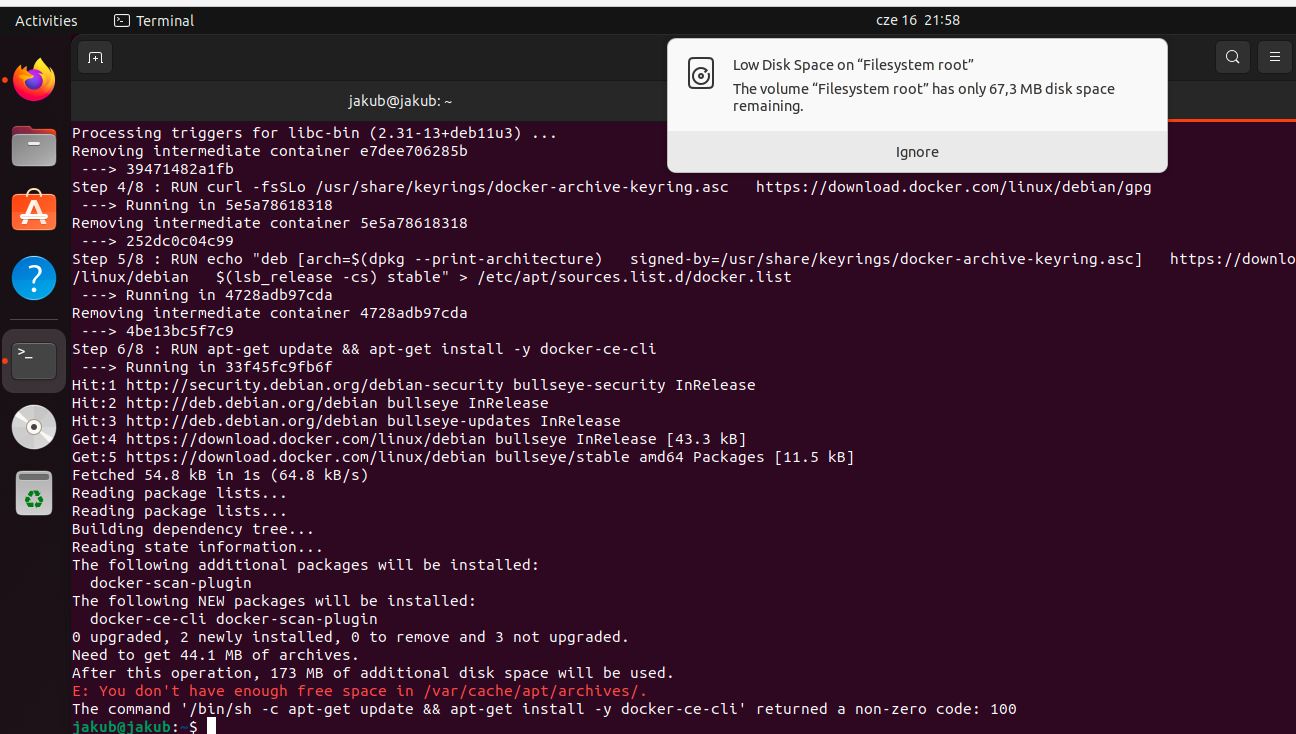 Activities
Terminal
cze 16 21:58
jakub@jakub: ~
Low Disk Space on “Filesystem root”
The volume “Filesystem root” has only 67,3 MB disk space
remaining.
Ignore
Processing triggers for libc-bin (2.31-13+deb11u3) ...
Removing intermediate container e7dee706285b
 ---> 39471482a1fb
Step 4/8 : RUN curl -fsSLo /usr/share/keyrings/docker-archive-keyring.asc   https://download.docker.com/linux/debian/gpg
 ---> Running in 5e5a78618318
Removing intermediate container 5e5a78618318
 ---> 252dc0c04c99
Step 5/8 : RUN echo "deb [arch=$(dpkg --print-architecture)   signed-by=/usr/share/keyrings/docker-archive-keyring.asc]   https://downlo
/linux/debian   $(lsb_release -cs) stable" > /etc/apt/sources.list.d/docker.list
 ---> Running in 4728adb97cda
Removing intermediate container 4728adb97cda
 ---> 4be13bc5f7c9
Step 6/8 : RUN apt-get update && apt-get install -y docker-ce-cli
 ---> Running in 33f45fc9fb6f
Hit:1 http://security.debian.org/debian-security bullseye-security InRelease
Hit:2 http://deb.debian.org/debian bullseye InRelease
Hit:3 http://deb.debian.org/debian bullseye-updates InRelease
Get:4 https://download.docker.com/linux/debian bullseye InRelease [43.3 kB]
Get:5 https://download.docker.com/linux/debian bullseye/stable amd64 Packages [11.5 kB]
Fetched 54.8 kB in 1s (64.8 kB/s)
Reading package lists...
Reading package lists...
Building dependency tree...
Reading state information...
The following additional packages will be installed:
  docker-scan-plugin
The following NEW packages will be installed:
  docker-ce-cli docker-scan-plugin
0 upgraded, 2 newly installed, 0 to remove and 3 not upgraded.
Need to get 44.1 MB of archives.
After this operation, 173 MB of additional disk space will be used.
E: You don't have enough free space in /var/cache/apt/archives/.
The command '/bin/sh -c apt-get update && apt-get install -y docker-ce-cli' returned a non-zero code: 100
jakub@jakub:~$